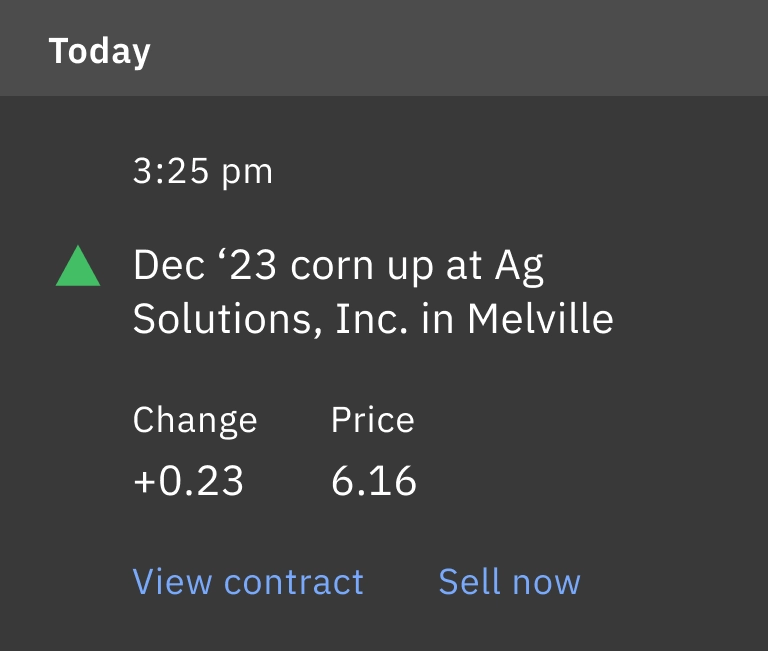 Today
3:25 pm
Dec ‘23 corn up at Ag
Solutions, Inc. in Melville
Change Price
+0.23 6.16
View contract Sell now